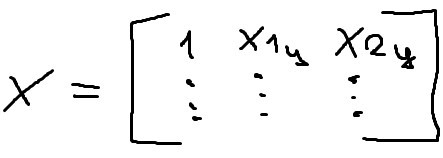 X = [ 1 X1y X2y
⋮ ⋮ ⋮ ]